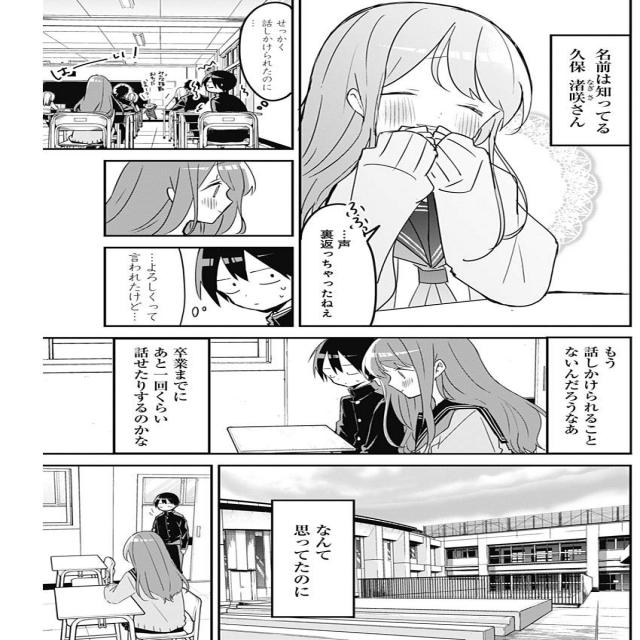 名前は知ってる
久保 渚咲さん
なぎさ
ふふっ
…声
裏返っちゃったねぇ
せっかく
話しかけられたのに
…
はーい!
…よろしくって
言われたけど…
もう
話しかけられること
ないんだろうなあ
卒業までに
あと一回くらい
話せたりするのかな
なんて
思ってたのに